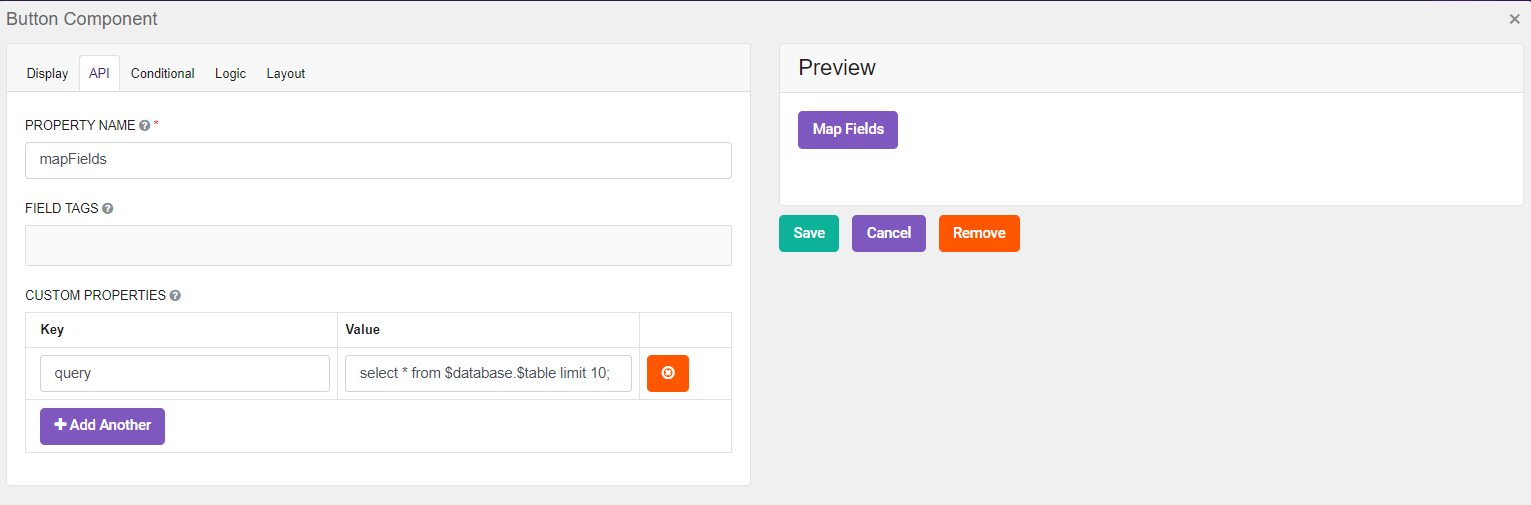 Button Component
×
Display API Conditional Logic Layout
PROPERTY NAME ? *
mapFields
FIELD TAGS ?
CUSTOM PROPERTIES ?
Key Value
query select * from $database.$table limit 10;
+ Add Another
Preview
Map Fields
Save Cancel Remove